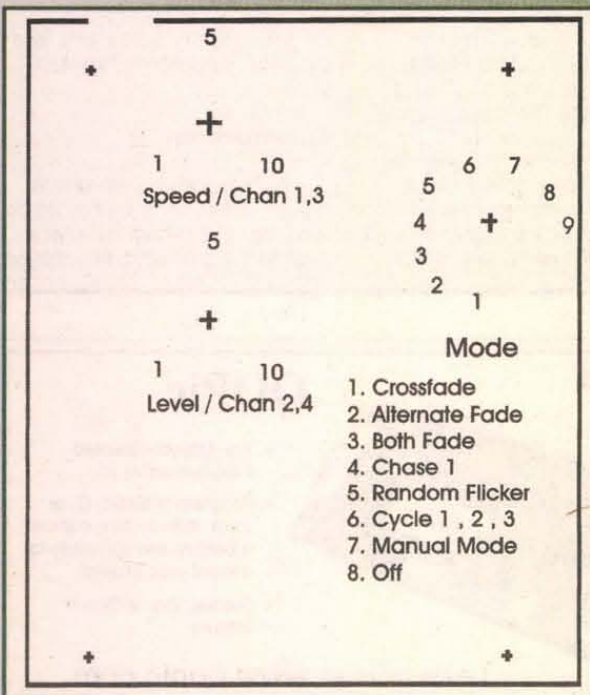 5
1 10
Speed / Chan 1,3
5
1 10
Level / Chan 2,4
6 7
5 8
4 9
3
2
1
Mode
1. Crossfade
2. Alternate Fade
3. Both Fade
4. Chase 1
5. Random Flicker
6. Cycle 1 , 2 , 3
7. Manual Mode
8. Off